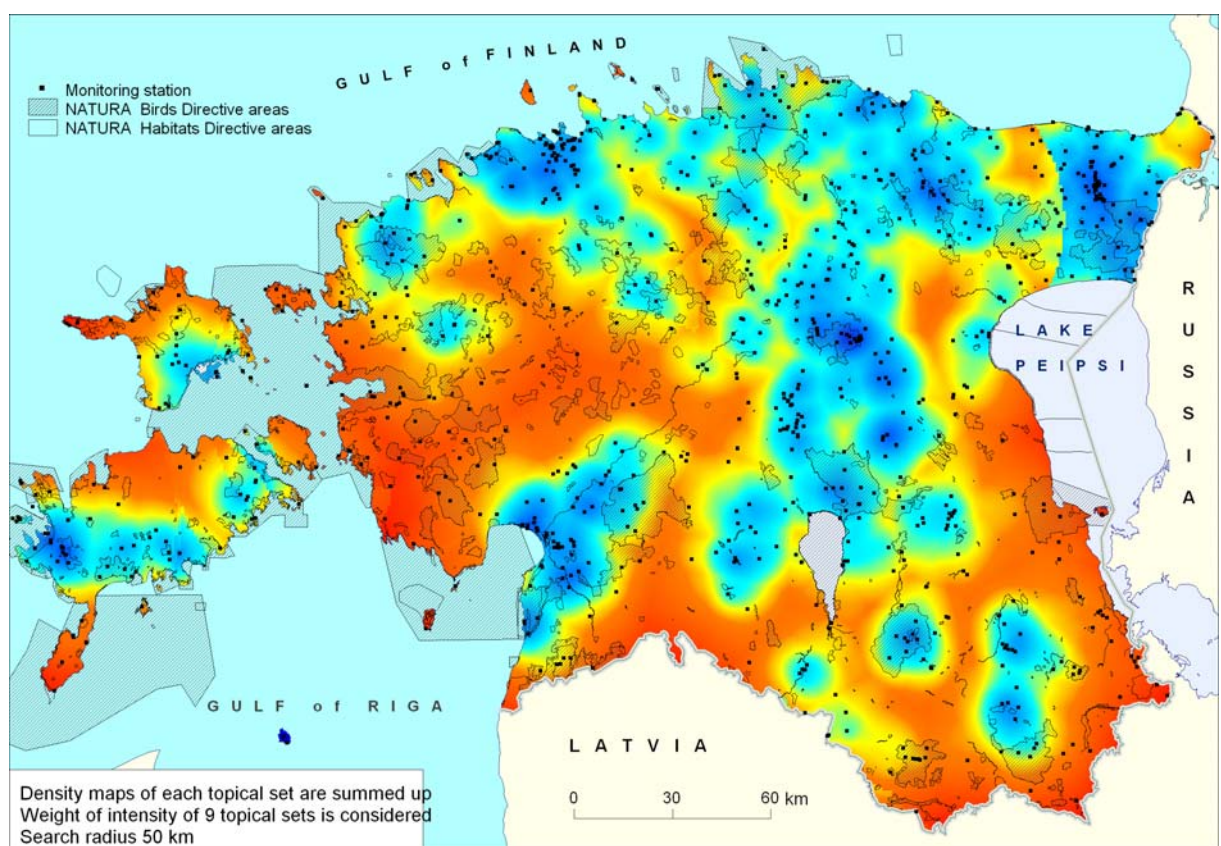 GULF of FINLAND
Monitoring station
NATURA Birds Directive areas
NATURA Habitats Directive areas
RUSSIA
LAKE
PEIPSI
GULF of RIGA
LATVIA
0 30 60 km
Density maps of each topical set are summed up
Weight of intensity of 9 topical sets is considered
Search radius 50 km